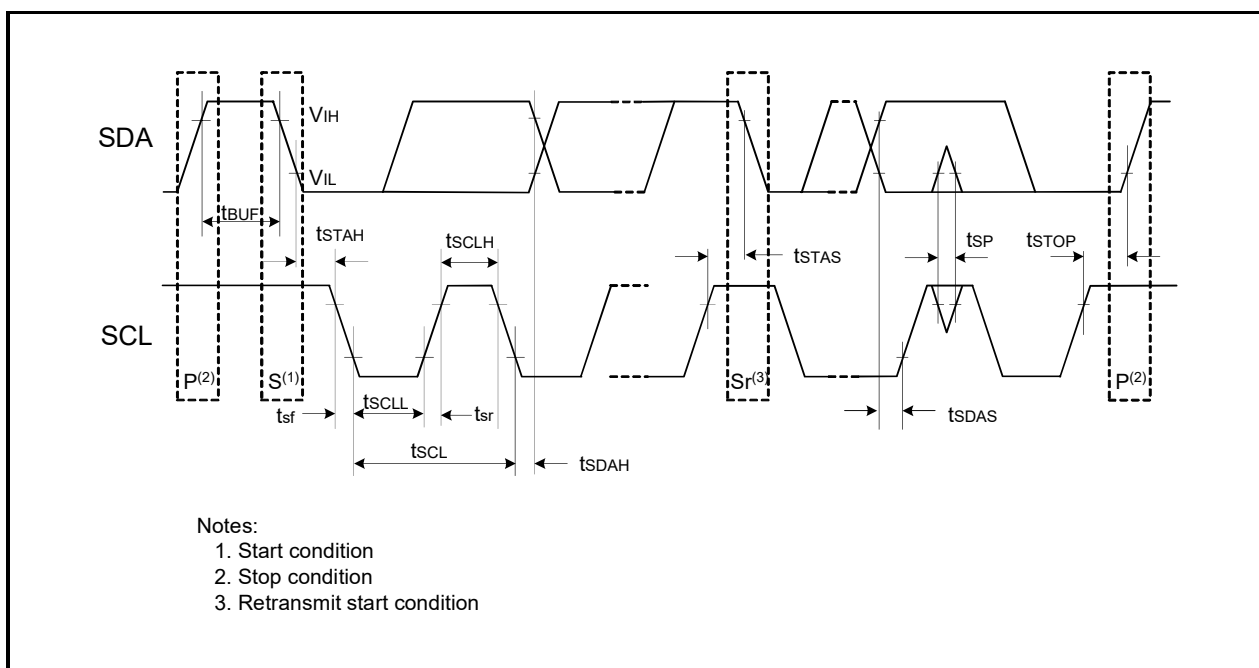 SDA
VIH
VIL
tBUF
tSTAH
tSCLH
tSTAS
tSP
tSTOP
SCL
P(2)
S(1)
Sr(3)
P(2)
tsf
tSCLL
tsr
tSDAS
tSCL
tSDAH
Notes:
1. Start condition
2. Stop condition
3. Retransmit start condition